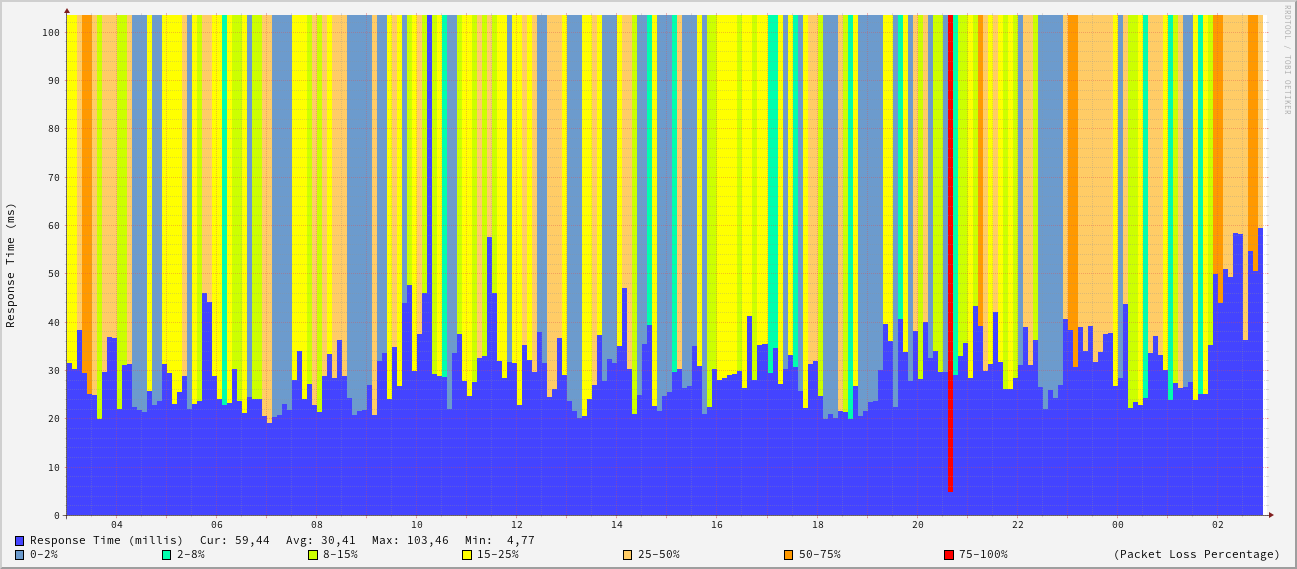 RRDTOOL / TOBI OETIKER
Response Time (ms)
100
90
80
70
60
50
40
30
20
10
0
04 06 08 10 12 14 16 18 20 22 00 02
Response Time (millis) Cur: 59,44 Avg: 30,41 Max: 103,46 Min: 4,77
0-2% 2-8% 8-15% 15-25% 25-50% 50-75% 75-100% (Packet Loss Percentage)